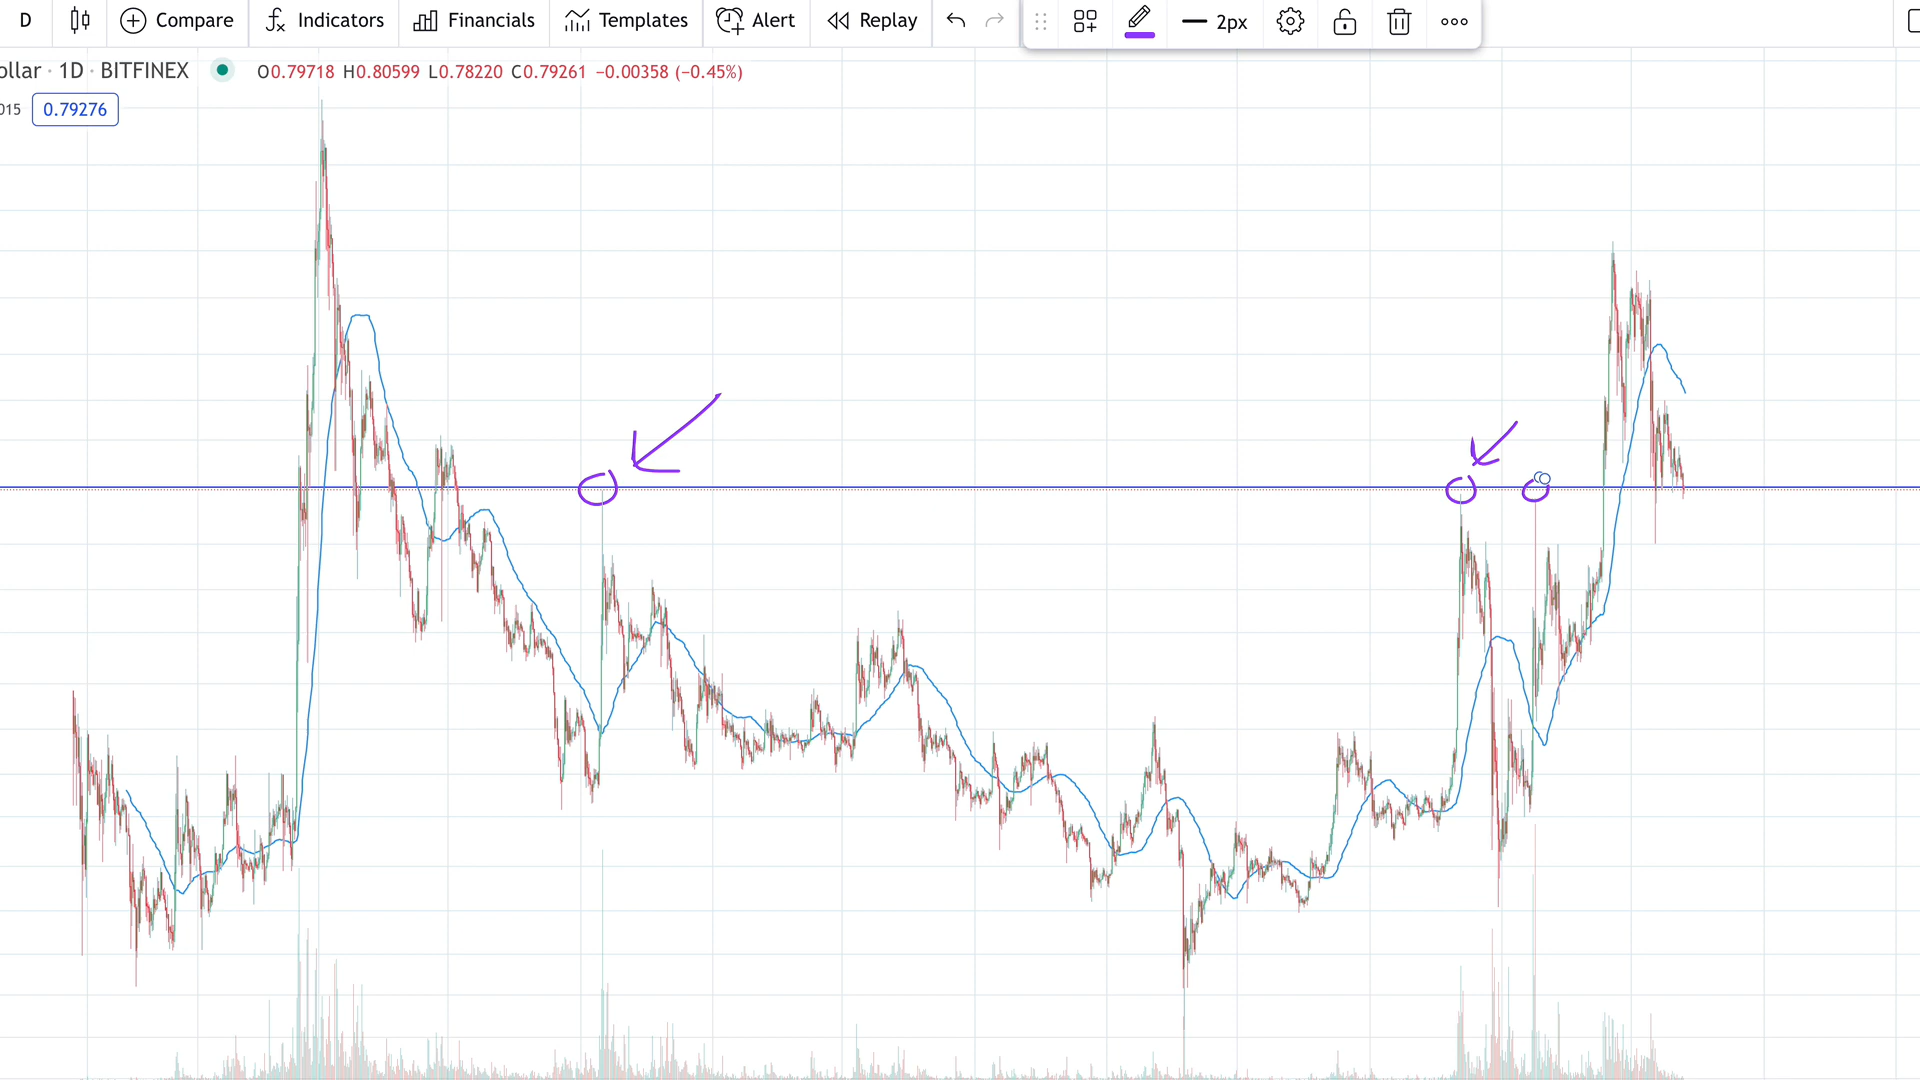 D Compare Indicators Financials Templates Alert Replay 2px
ollar · 1D · BITFINEX O0.79718 H0.80599 L0.78220 C0.79261 −0.00358 (−0.45%)
015 0.79276